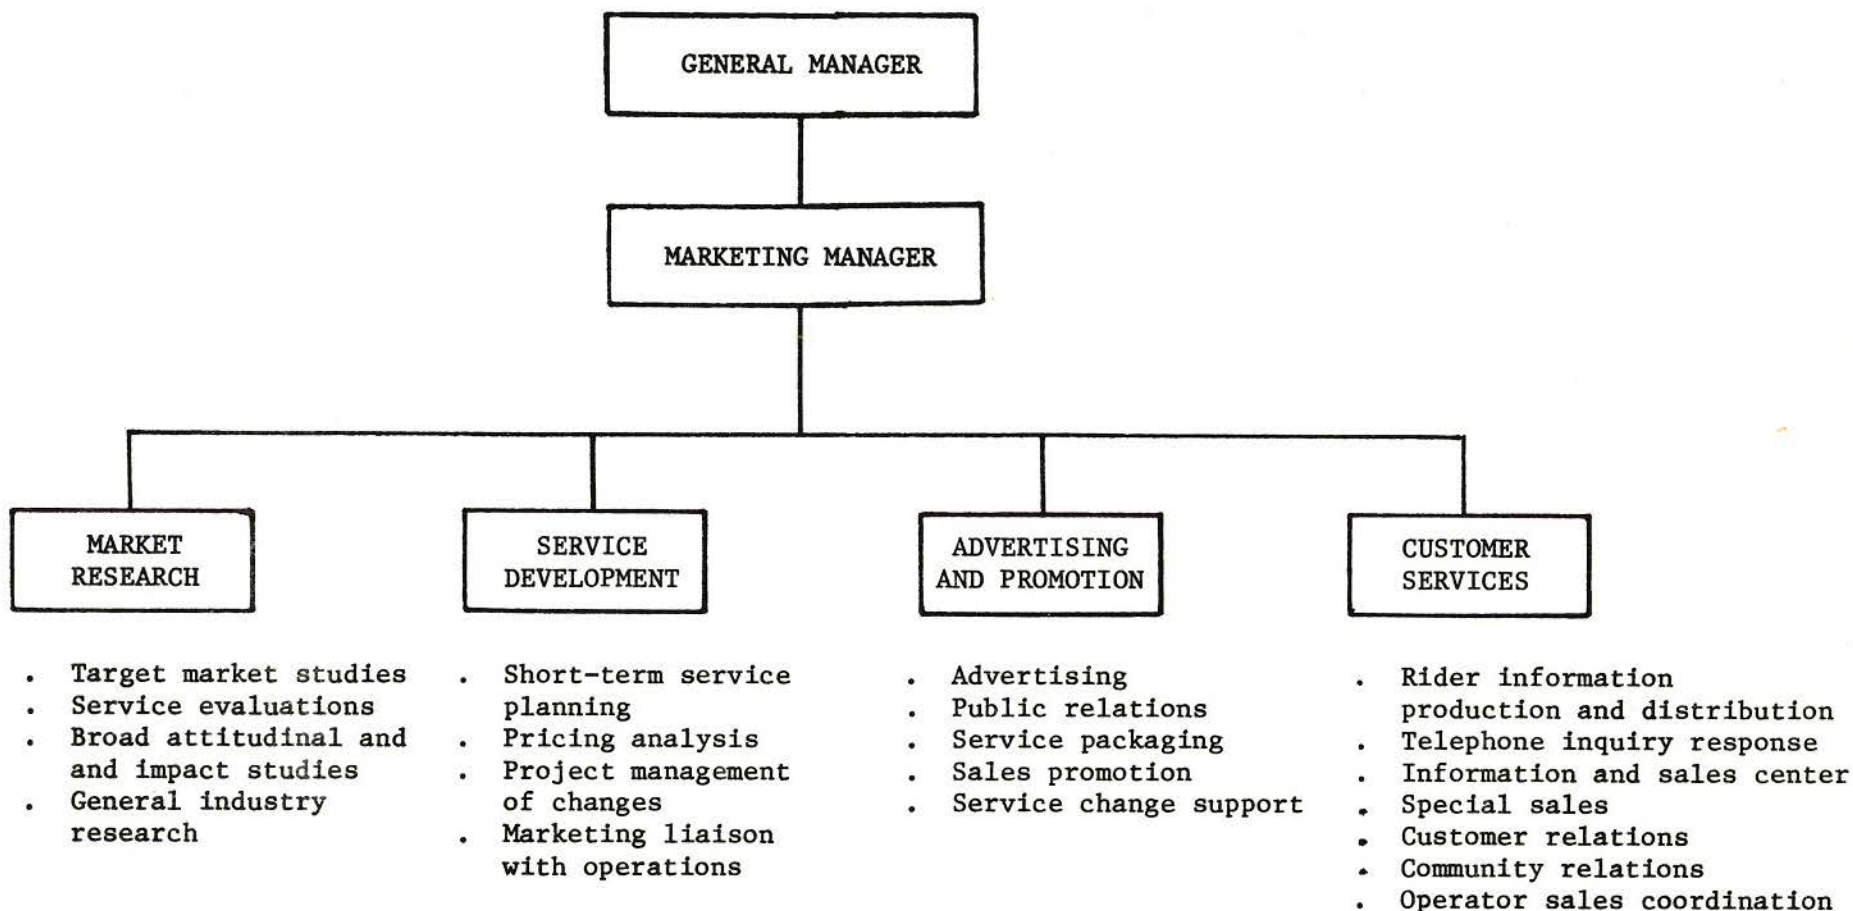 GENERAL MANAGER
MARKETING MANAGER
MARKET
RESEARCH
. Target market studies
. Service evaluations
. Broad attitudinal and
and impact studies
. General industry
research
SERVICE
DEVELOPMENT
. Short-term service
planning
. Pricing analysis
. Project management
of changes
. Marketing liaison
with operations
ADVERTISING
AND PROMOTION
. Advertising
. Public relations
. Service packaging
. Sales promotion
. Service change support
CUSTOMER
SERVICES
. Rider information
production and distribution
. Telephone inquiry response
. Information and sales center
. Special sales
. Customer relations
. Community relations
. Operator sales coordination